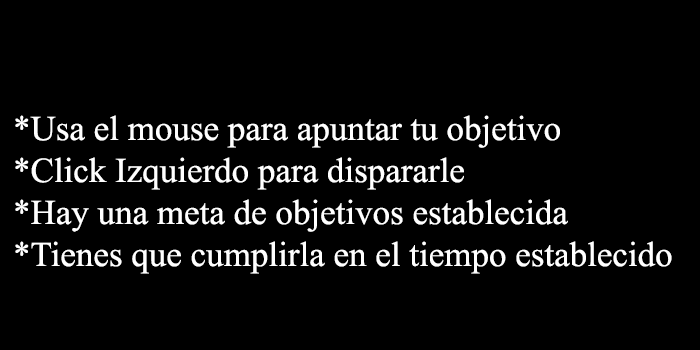 *Usa el mouse para apuntar tu objetivo
*Click Izquierdo para dispararle
*Hay una meta de objetivos establecida
*Tienes que cumplirla en el tiempo establecido